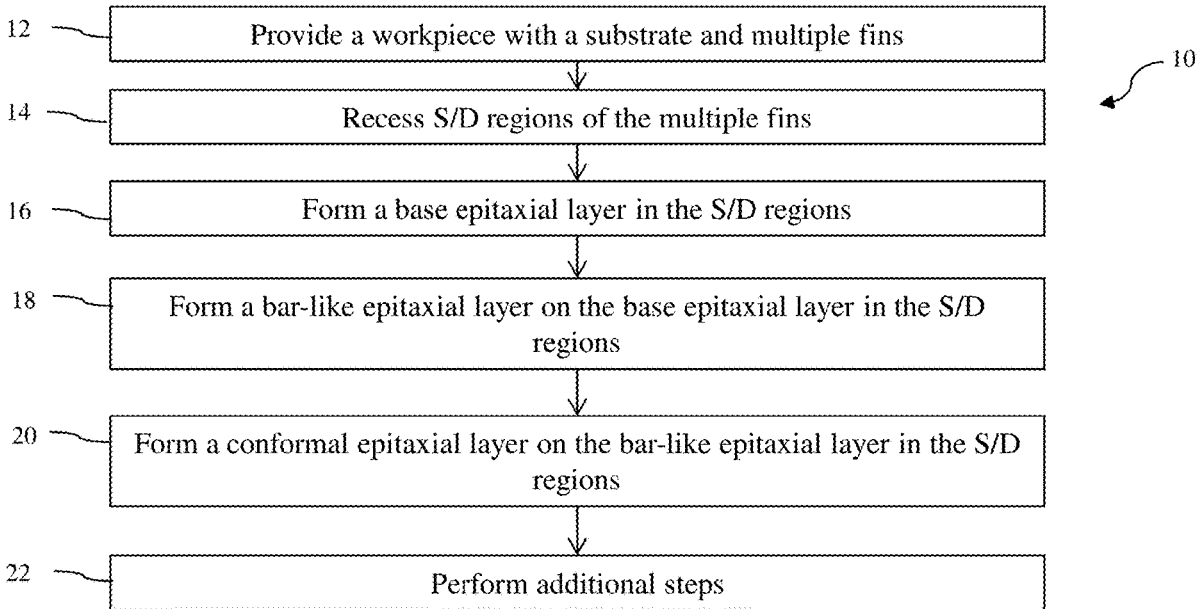 12 Provide a workpiece with a substrate and multiple fins
10
14 Recess S/D regions of the multiple fins
16 Form a base epitaxial layer in the S/D regions
18 Form a bar-like epitaxial layer on the base epitaxial layer in the S/D
regions
20 Form a conformal epitaxial layer on the bar-like epitaxial layer in the S/D
regions
22 Perform additional steps